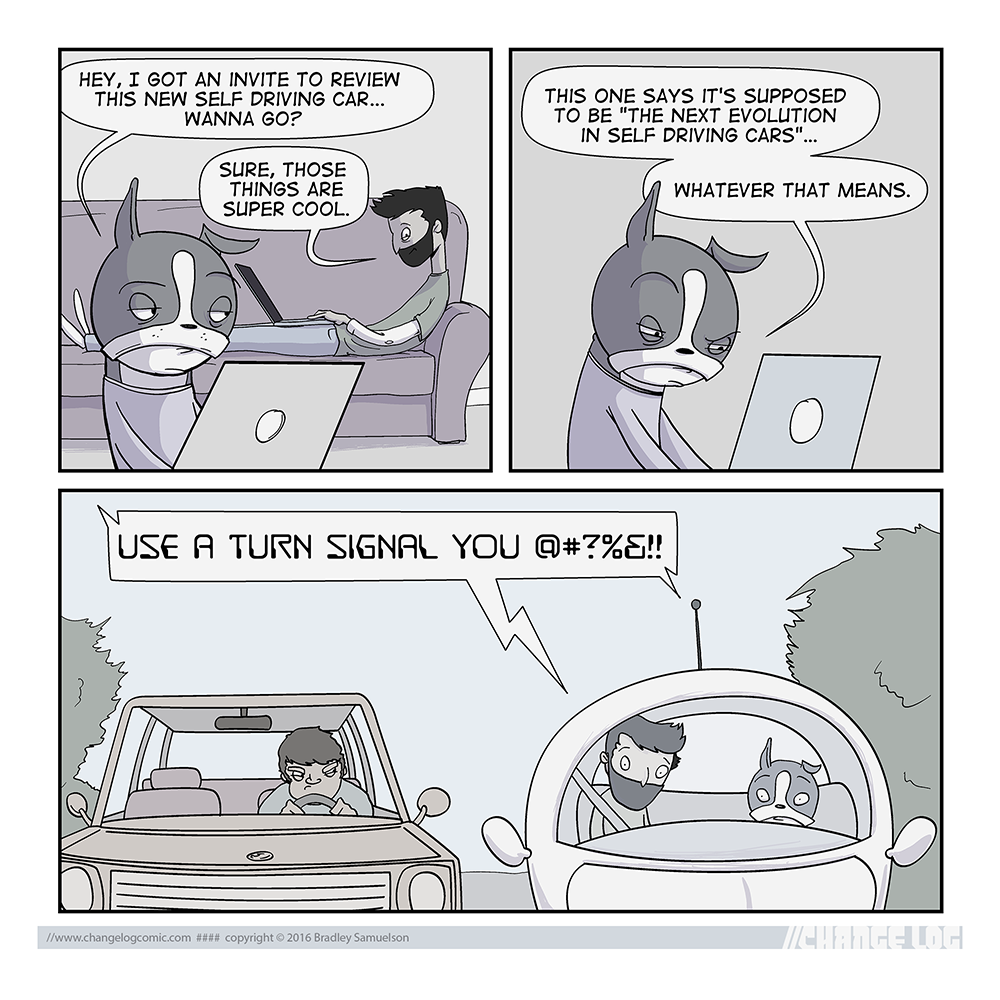 HEY, I GOT AN INVITE TO REVIEW
THIS NEW SELF DRIVING CAR...
WANNA GO?
SURE, THOSE
THINGS ARE
SUPER COOL.
THIS ONE SAYS IT'S SUPPOSED
TO BE "THE NEXT EVOLUTION
IN SELF DRIVING CARS"...
WHATEVER THAT MEANS.
USE A TURN SIGNAL YOU @#?%&!!
//www.changelogcomic.com #### copyright © 2016 Bradley Samuelson
//CHANGE LOG